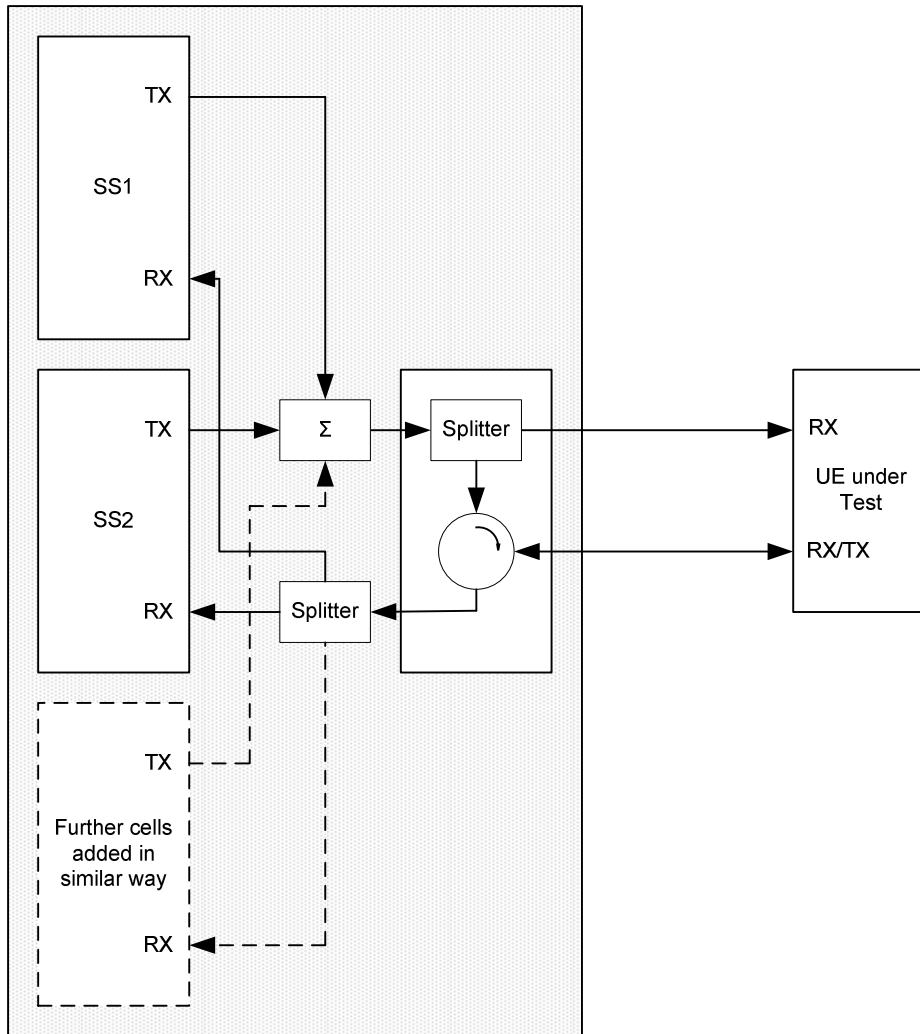 TX
SS1
RX
TX
SS2
RX
TX
Further cells
added in
similar way
RX
Σ
Splitter
Splitter
RX
UE under
Test
RX/TX